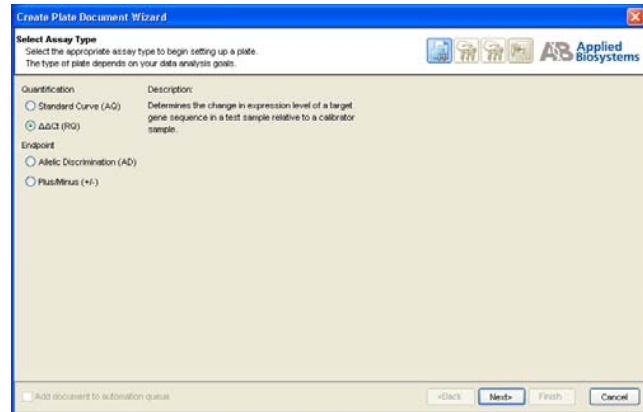 Create Plate Document Wizard
Select Assay Type
Select the appropriate assay type to begin setting up a plate.
The type of plate depends on your data analysis goals.
AB Applied
Biosystems
Quantification
Standard Curve (AQ)
ΔΔCt (RQ)
Endpoint
Allelic Discrimination (AD)
Plus/Minus (+/-)
Description:
Determines the change in expression level of a target
gene sequence in a test sample relative to a calibrator
sample.
Add document to automation queue
<Back Next> Finish Cancel